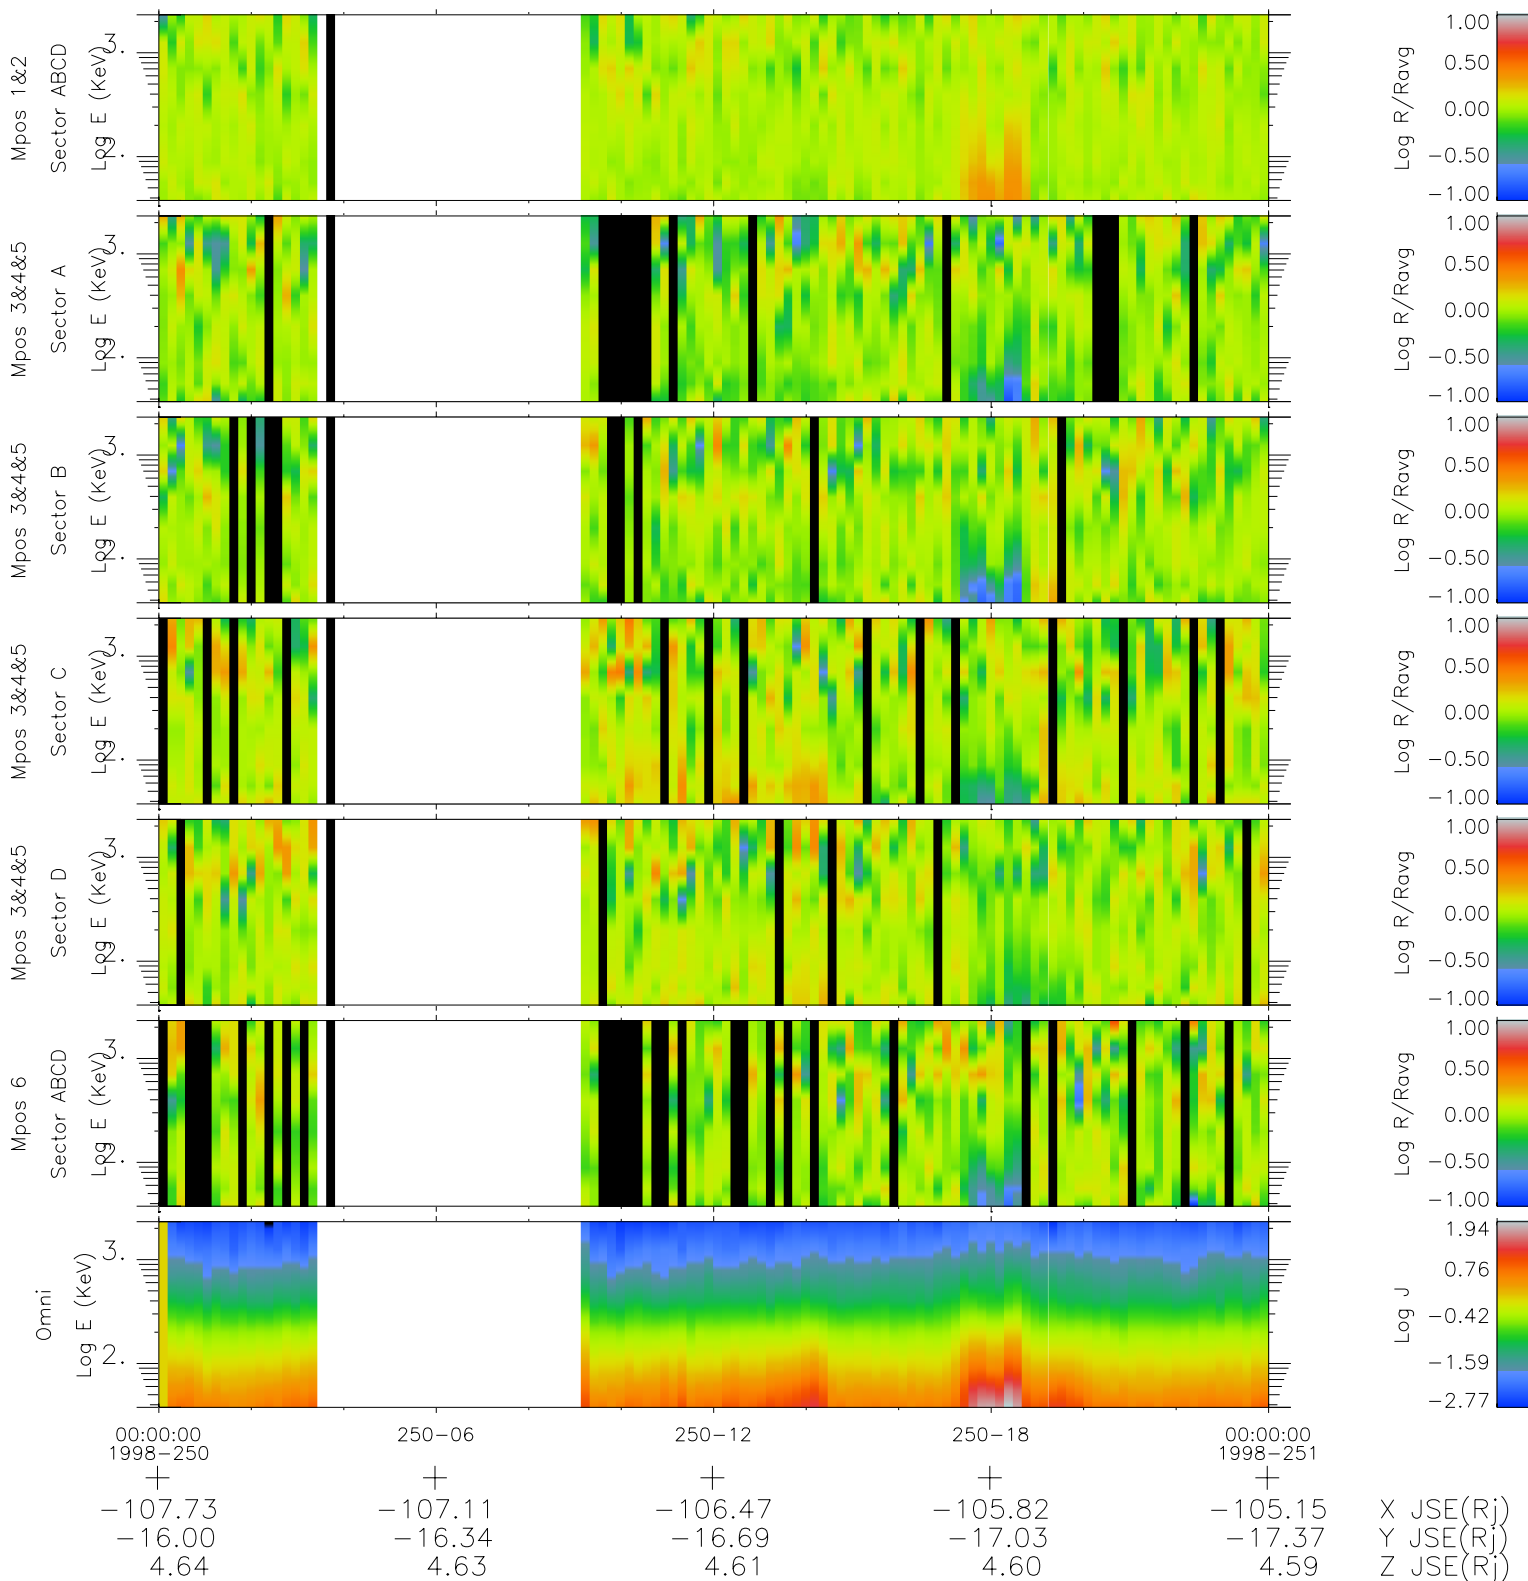 Mpos 1&2
Sector ABCD
Log E (KeV)
3.
2.
1.00
0.50
0.00
-0.50
-1.00
Log R/Ravg
Mpos 3&4&5
Sector A
Log E (KeV)
3.
2.
1.00
0.50
0.00
-0.50
-1.00
Log R/Ravg
Mpos 3&4&5
Sector B
Log E (KeV)
3.
2.
1.00
0.50
0.00
-0.50
-1.00
Log R/Ravg
Mpos 3&4&5
Sector C
Log E (KeV)
3.
2.
1.00
0.50
0.00
-0.50
-1.00
Log R/Ravg
Mpos 3&4&5
Sector D
Log E (KeV)
3.
2.
1.00
0.50
0.00
-0.50
-1.00
Log R/Ravg
Mpos 6
Sector ABCD
Log E (KeV)
3.
2.
1.00
0.50
0.00
-0.50
-1.00
Log R/Ravg
Omni
Log E (KeV)
3.
2.
1.94
0.76
-0.42
-1.59
-2.77
Log J
00:00:00 250-06 250-12 250-18 00:00:00
1998-250 1998-251
-107.73 -107.11 -106.47 -105.82 -105.15 X JSE(Rj)
-16.00 -16.34 -16.69 -17.03 -17.37 Y JSE(Rj)
4.64 4.63 4.61 4.60 4.59 Z JSE(Rj)